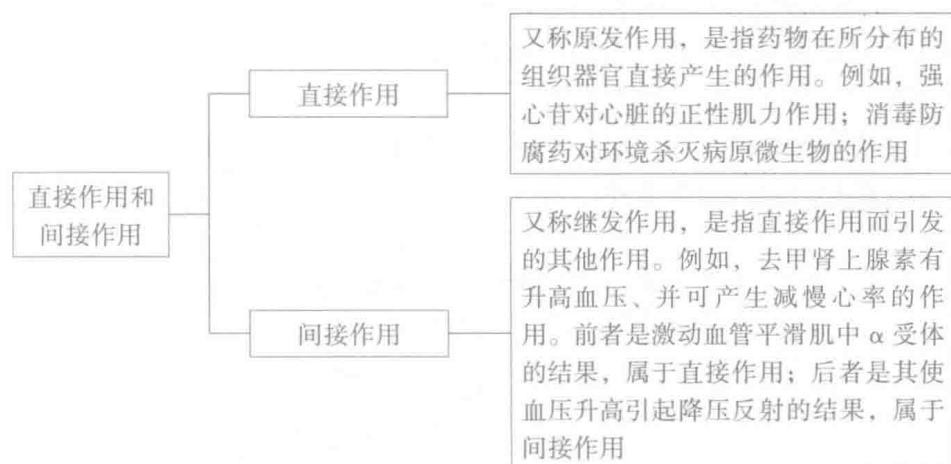 直接作用和
间接作用
直接作用
又称原发作用，是指药物在所分布的
组织器官直接产生的作用。例如，强
心苷对心脏的正性肌力作用；消毒防
腐药对环境杀灭病原微生物的作用
间接作用
又称继发作用，是指直接作用而引发
的其他作用。例如，去甲肾上腺素有
升高血压、并可产生减慢心率的作
用。前者是激动血管平滑肌中 α 受体
的结果，属于直接作用；后者是其使
血压升高引起降压反射的结果，属于
间接作用